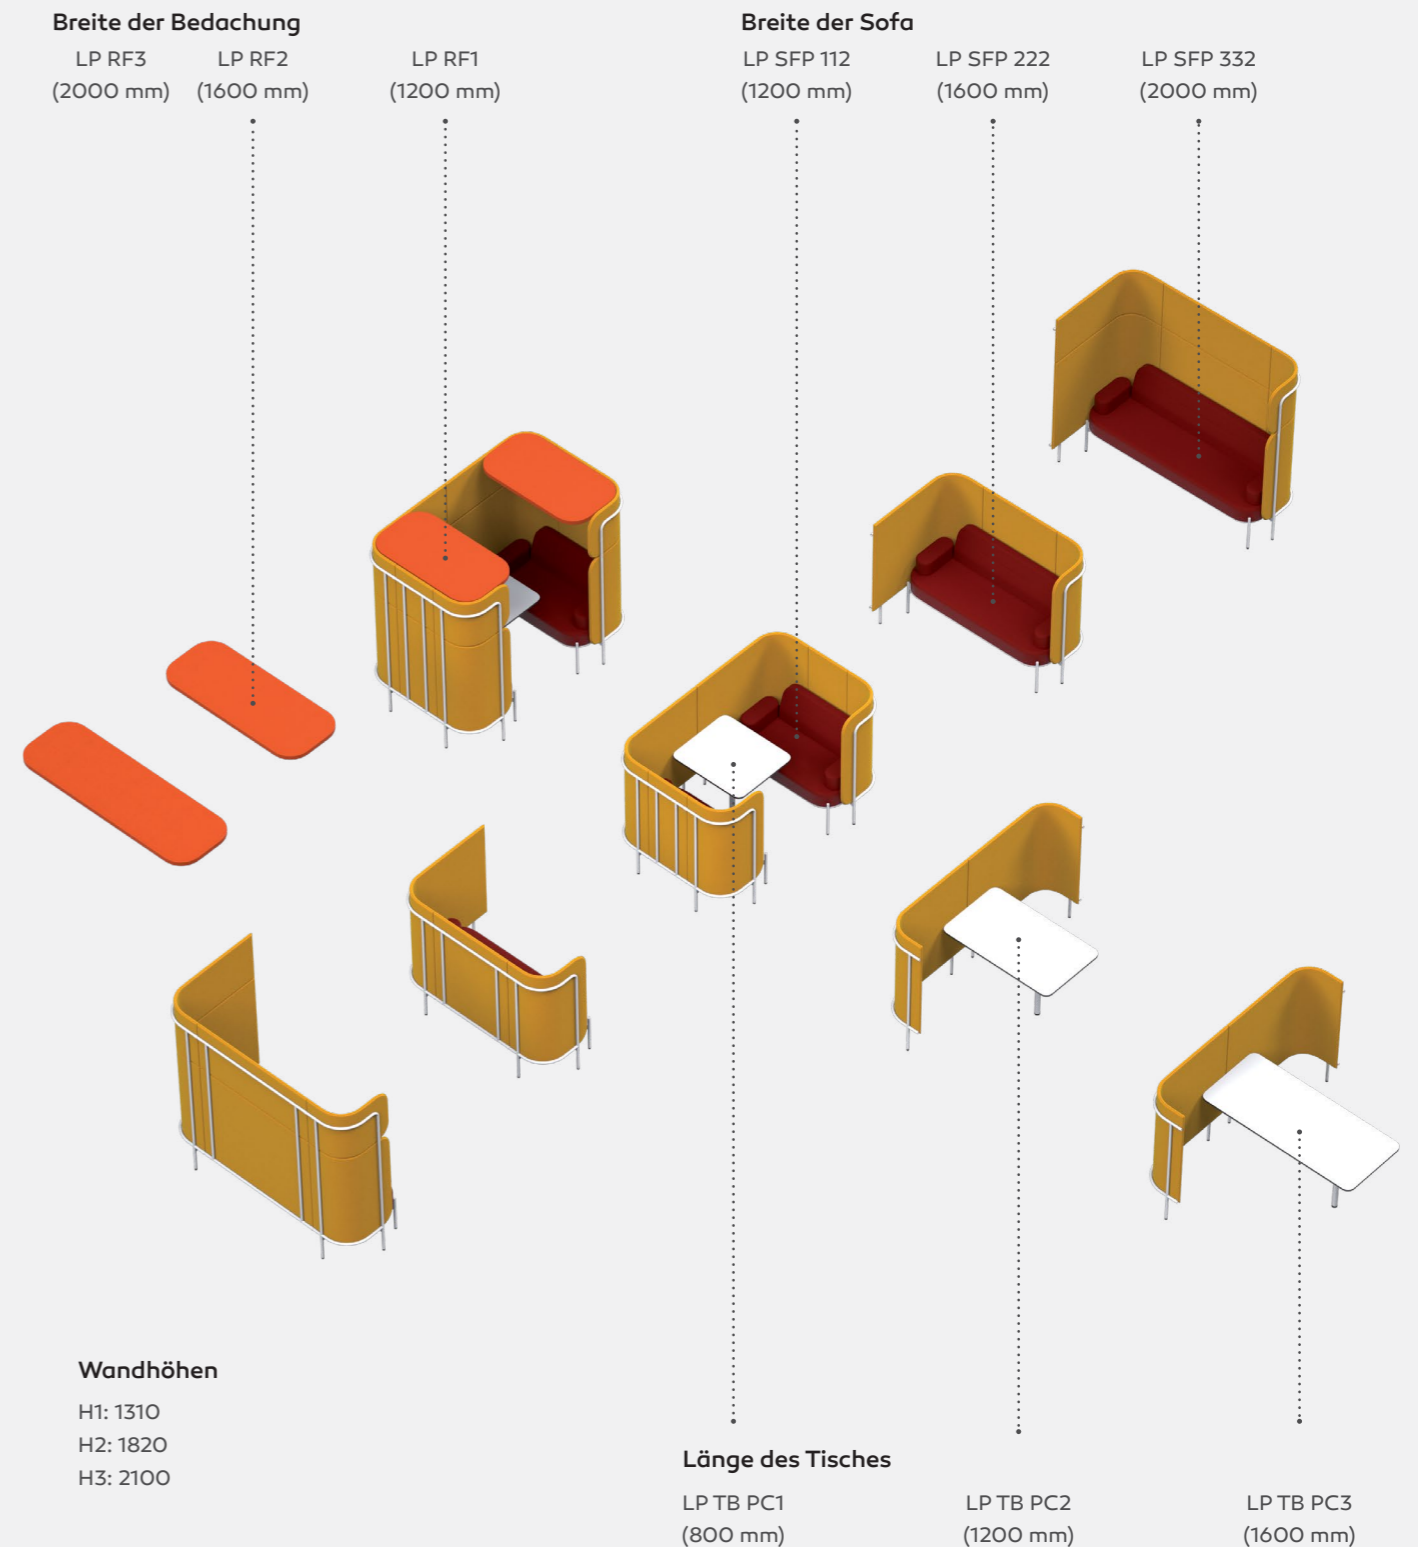 Breite der Bedachung
LP RF3
(2000 mm)
LP RF2
(1600 mm)
LP RF1
(1200 mm)
Breite der Sofa
LP SFP 112
(1200 mm)
LP SFP 222
(1600 mm)
LP SFP 332
(2000 mm)
Wandhöhen
H1: 1310
H2: 1820
H3: 2100
Länge des Tisches
LP TB PC1
(800 mm)
LP TB PC2
(1200 mm)
LP TB PC3
(1600 mm)